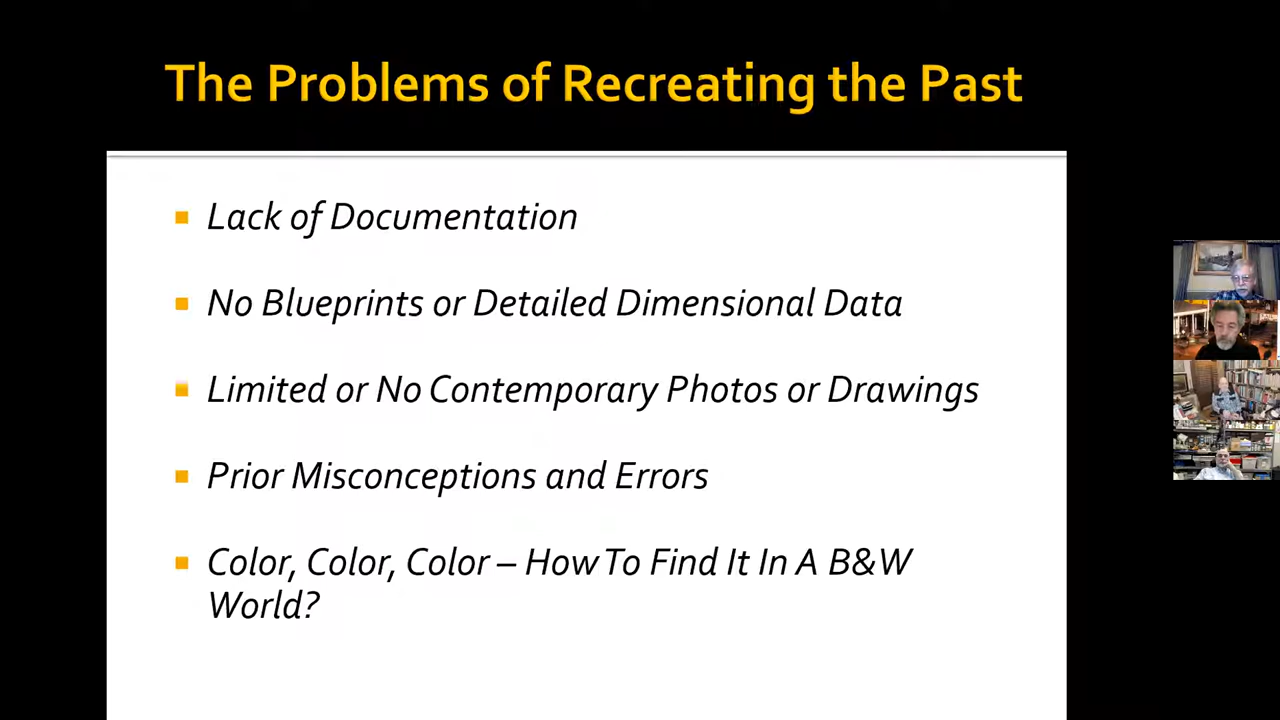 The Problems of Recreating the Past
Lack of Documentation
No Blueprints or Detailed Dimensional Data
Limited or No Contemporary Photos or Drawings
Prior Misconceptions and Errors
Color, Color, Color – How To Find It In A B&W
World?